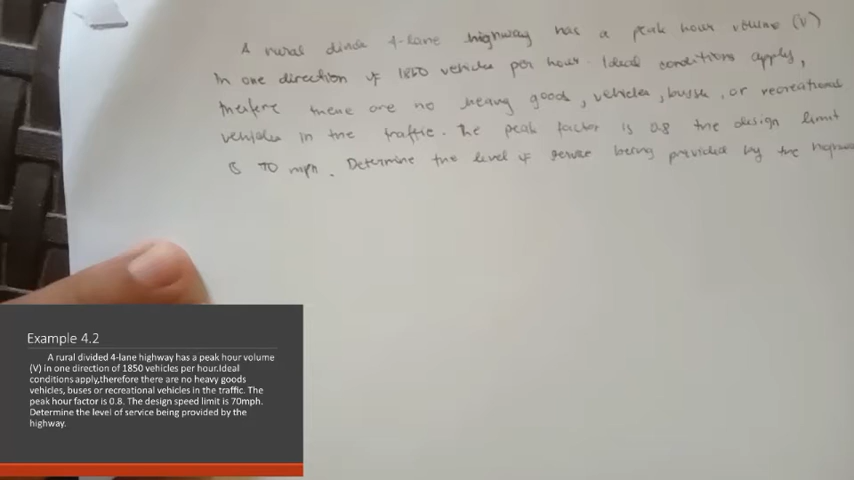 A rural divide 4-lane highway has a peak hour volume (V)
In one direction of 1850 vehicles per hour. Ideal conditions apply,
therfore there are no heavy goods, vehicles, busse, or recreational
vehicles in the traffic. The peak factor is 0.8 the design limit
is 70 mph. Determine the level of service being provided by the highway
Example 4.2
A rural divided 4-lane highway has a peak hour volume
(V) in one direction of 1850 vehicles per hour.Ideal
conditions apply,therefore there are no heavy goods
vehicles, buses or recreational vehicles in the traffic. The
peak hour factor is 0.8. The design speed limit is 70mph.
Determine the level of service being provided by the
highway.